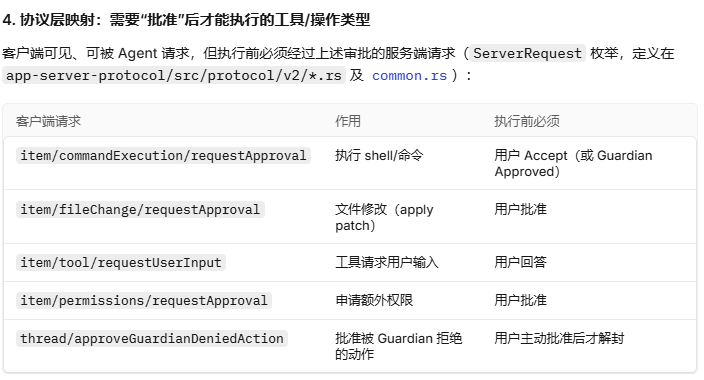 4. 协议层映射：需要“批准”后才能执行的工具/操作类型
客户端可见、可被 Agent 请求，但执行前必须经过上述审批的服务端请求（ServerRequest 枚举，定义在
app-server-protocol/src/protocol/v2/*.rs 及 common.rs）：
客户端请求 作用 执行前必须
item/commandExecution/requestApproval 执行 shell/命令 用户 Accept（或 Guardian
Approved）
item/fileChange/requestApproval 文件修改（apply 用户批准
patch）
item/tool/requestUserInput 工具请求用户输入 用户回答
item/permissions/requestApproval 申请额外权限 用户批准
thread/approveGuardianDeniedAction 批准被 Guardian 拒绝 用户主动批准后才解封
的动作